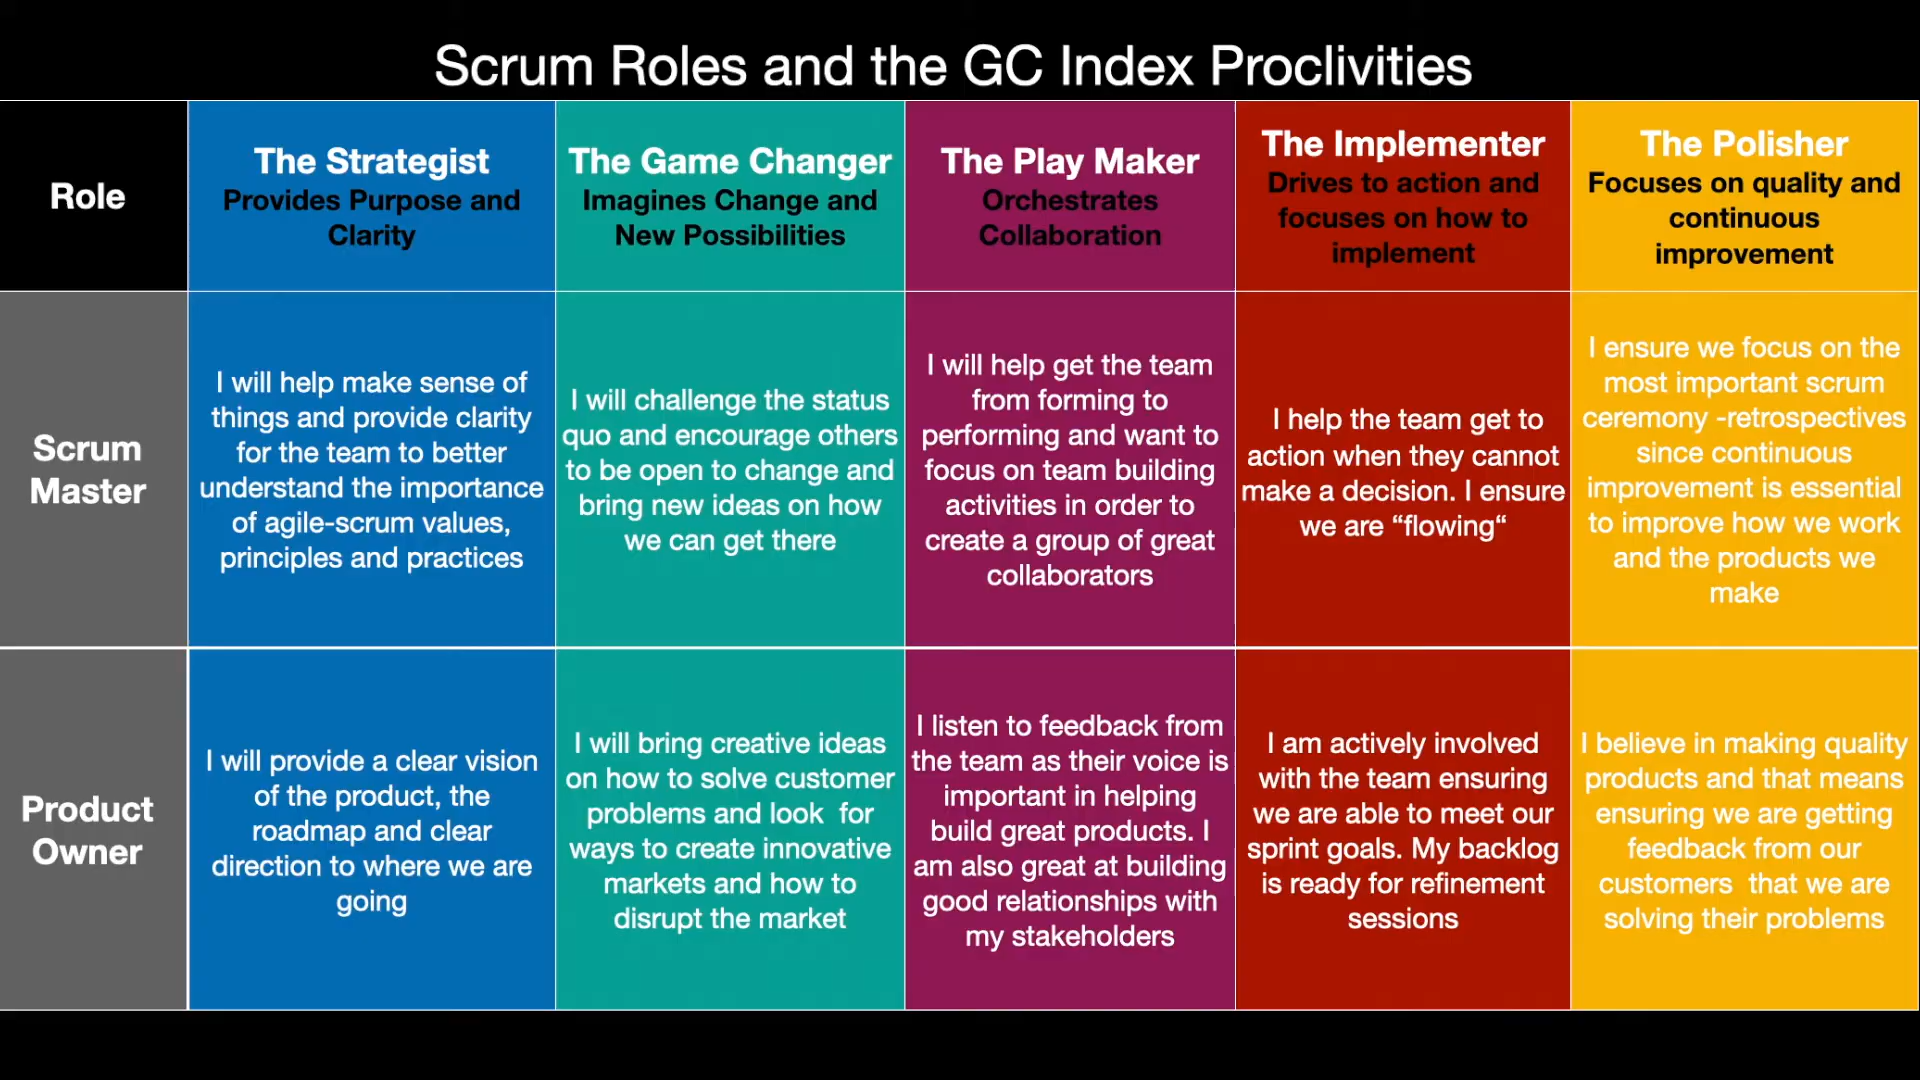 Scrum Roles and the GC Index Proclivities
Role
The Strategist
Provides Purpose and
Clarity
The Game Changer
Imagines Change and
New Possibilities
The Play Maker
Orchestrates
Collaboration
The Implementer
Drives to action and
focuses on how to
implement
The Polisher
Focuses on quality and
continuous
improvement
Scrum
Master
I will help make sense of
things and provide clarity
for the team to better
understand the importance
of agile-scrum values,
principles and practices
I will challenge the status
quo and encourage others
to be open to change and
bring new ideas on how
we can get there
I will help get the team
from forming to
performing and want to
focus on team building
activities in order to
create a group of great
collaborators
I help the team get to
action when they cannot
make a decision. I ensure
we are “flowing“
I ensure we focus on the
most important scrum
ceremony -retrospectives
since continuous
improvement is essential
to improve how we work
and the products we
make
Product
Owner
I will provide a clear vision
of the product, the
roadmap and clear
direction to where we are
going
I will bring creative ideas
on how to solve customer
problems and look  for
ways to create innovative
markets and how to
disrupt the market
I listen to feedback from
the team as their voice is
important in helping
build great products. I
am also great at building
good relationships with
my stakeholders
I am actively involved
with the team ensuring
we are able to meet our
sprint goals. My backlog
is ready for refinement
sessions
I believe in making quality
products and that means
ensuring we are getting
feedback from our
customers  that we are
solving their problems